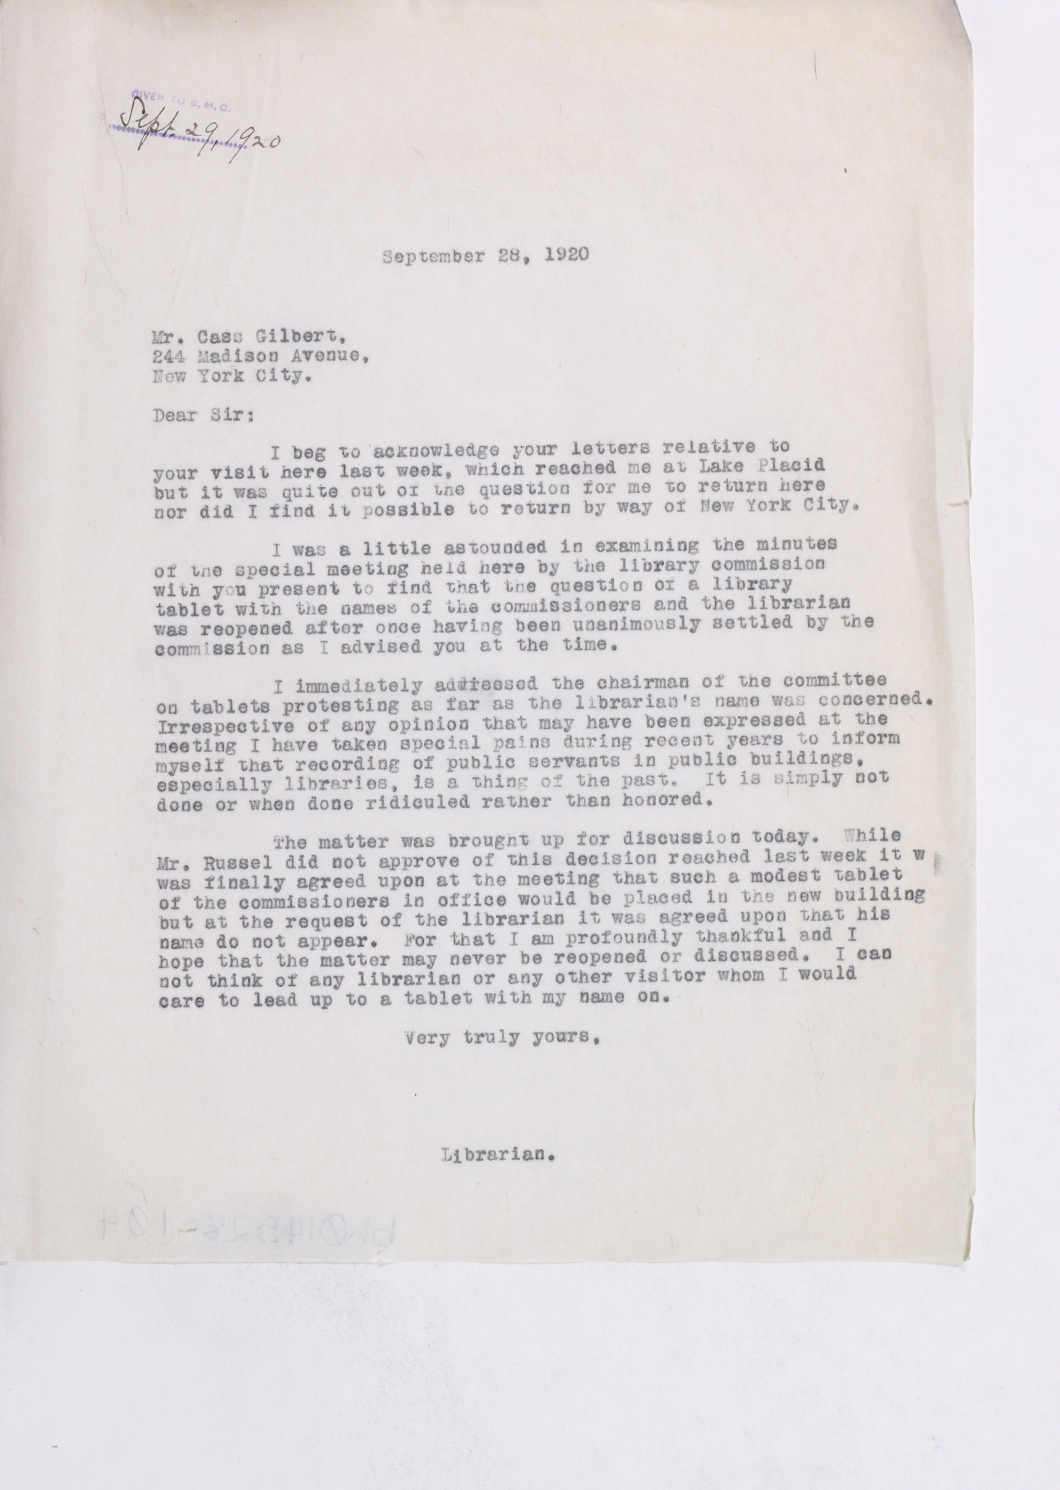 GIVEN TO S. M. C.
Sept. 29, 1920
September 28, 1920
Mr. Cass Gilbert,
244 Madison Avenue,
New York City.
Dear Sir:
I beg to acknowledge your letters relative to
your visit here last week, which reached me at Lake Placid
but it was quite out of the question for me to return here
nor did I find it possible to return by way of New York City.
I was a little astounded in examining the minutes
of the special meeting held here by the library commission
with you present to find that the question of a library
tablet with the names of the commissioners and the librarian
was reopened after once having been unanimously settled by the
commission as I advised you at the time.
I immediately addressed the chairman of the committee
on tablets protesting as far as the librarian's name was concerned.
Irrespective of any opinion that may have been expressed at the
meeting I have taken special pains during recent years to inform
myself that recording of public servants in public buildings,
especially libraries, is a thing of the past. It is simply not
done or when done ridiculed rather than honored.
The matter was brought up for discussion today. While
Mr. Russel did not approve of this decision reached last week it w
was finally agreed upon at the meeting that such a modest tablet
of the commissioners in office would be placed in the new building
but at the request of the librarian it was agreed upon that his
name do not appear. For that I am profoundly thankful and I
hope that the matter may never be reopened or discussed. I can
not think of any librarian or any other visitor whom I would
care to lead up to a tablet with my name on.
Very truly yours,
Librarian.
bh014528-104